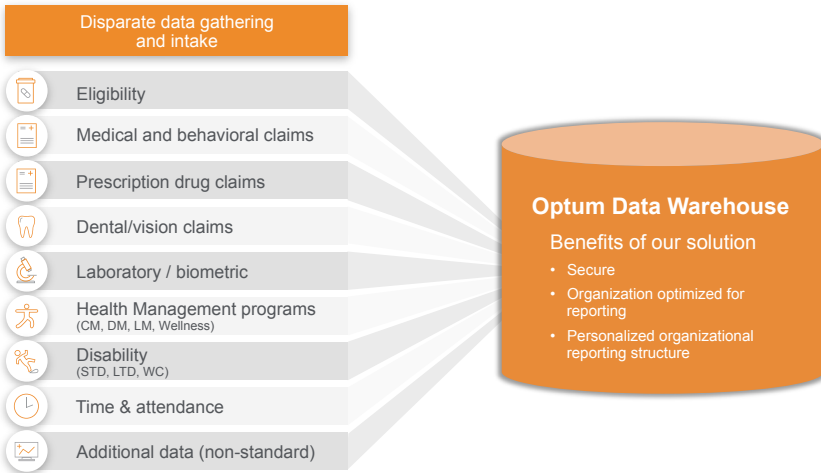 Disparate data gathering
and intake
Eligibility
Medical and behavioral claims
Prescription drug claims
Dental/vision claims
Laboratory / biometric
Health Management programs
(CM, DM, LM, Wellness)
Disability
(STD, LTD, WC)
Time & attendance
Additional data (non-standard)
Optum Data Warehouse
Benefits of our solution
• Secure
• Organization optimized for
reporting
• Personalized organizational
reporting structure